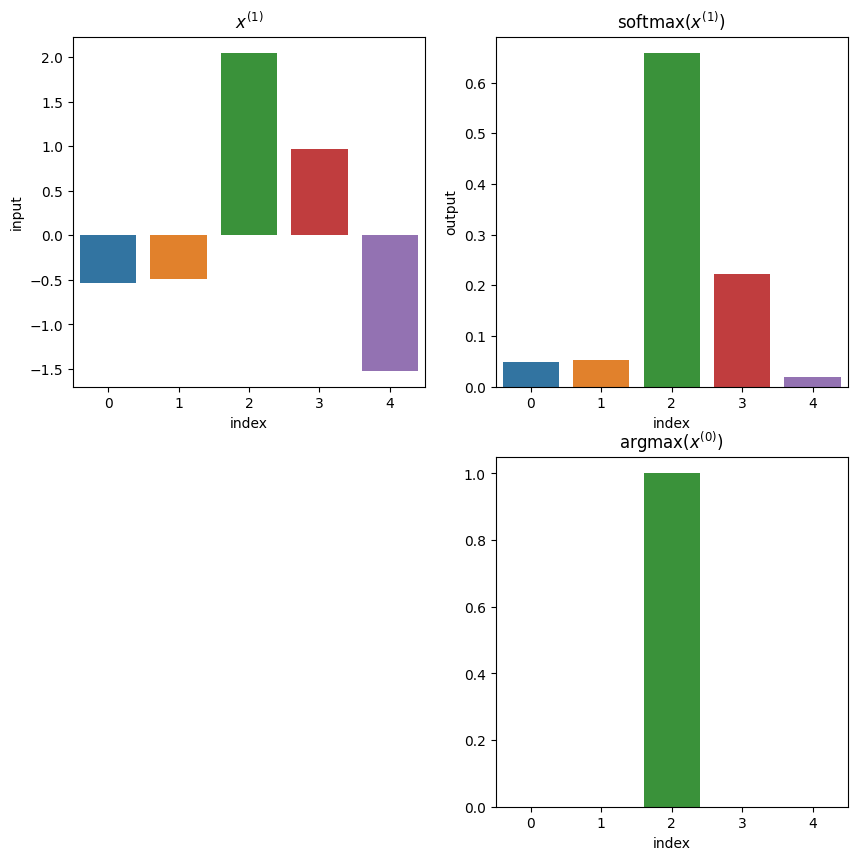 x^{(1)}
2.0
1.5
1.0
0.5
0.0
−0.5
−1.0
−1.5
input
0 1 2 3 4
index
softmax(x^{(1)})
0.6
0.5
0.4
0.3
0.2
0.1
0.0
output
0 1 2 3 4
index
argmax(x^{(0)})
1.0
0.8
0.6
0.4
0.2
0.0
0 1 2 3 4
index